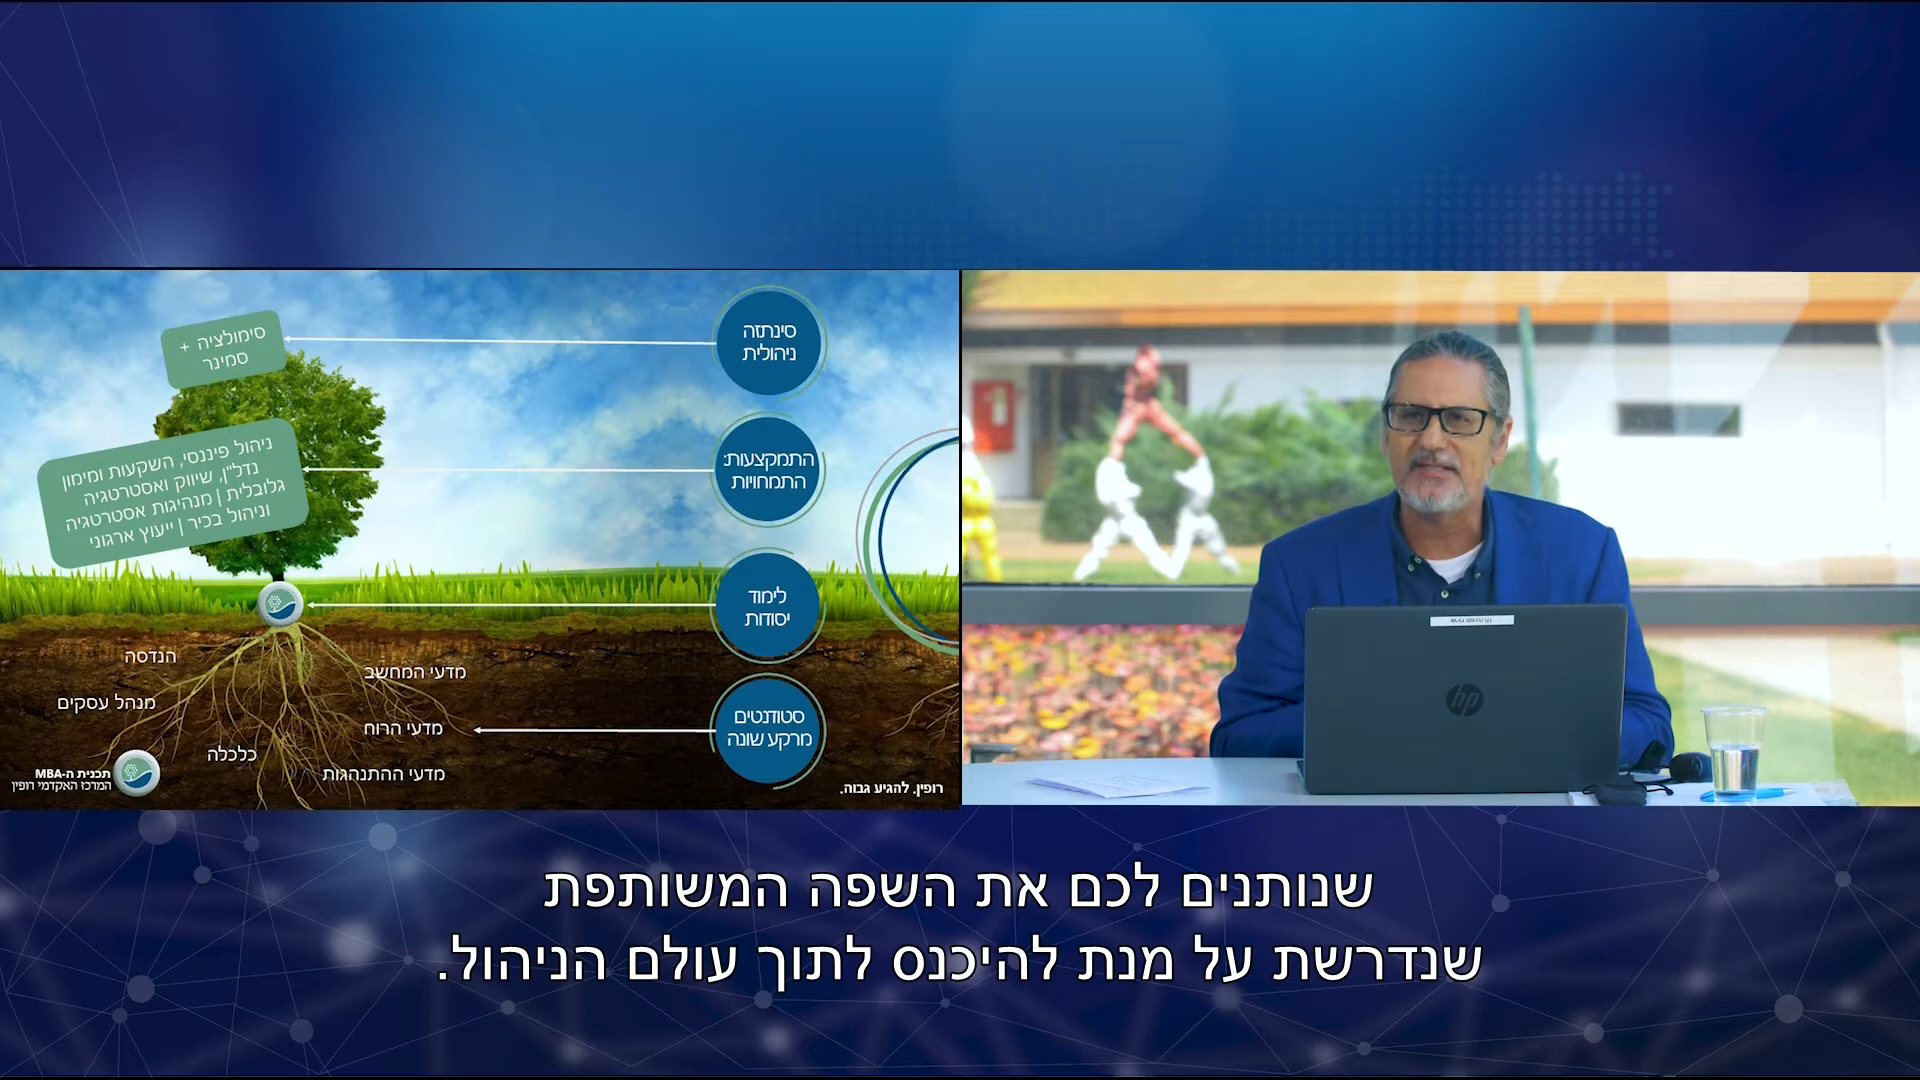 סינתזה
ניהולית
סימולציה +
סמינר
התמקצעות:
התמחויות
ניהול פיננסי, השקעות ומימון
נדל"ן, שיווק ואסטרטגיה
גלובלית | מנהיגות אסטרטגיה
וניהול בכיר | ייעוץ ארגוני
לימוד
יסודות
סטודנטים
מרקע שונה
מדעי המחשב
הנדסה
מנהל עסקים
מדעי הרוח
כלכלה
מדעי ההתנהגות
תכנית ה-MBA
המרכז האקדמי רופין
רופין. להגיע גבוה.
hp
שנותנים לכם את השפה המשותפת
שנדרשת על מנת להיכנס לתוך עולם הניהול.